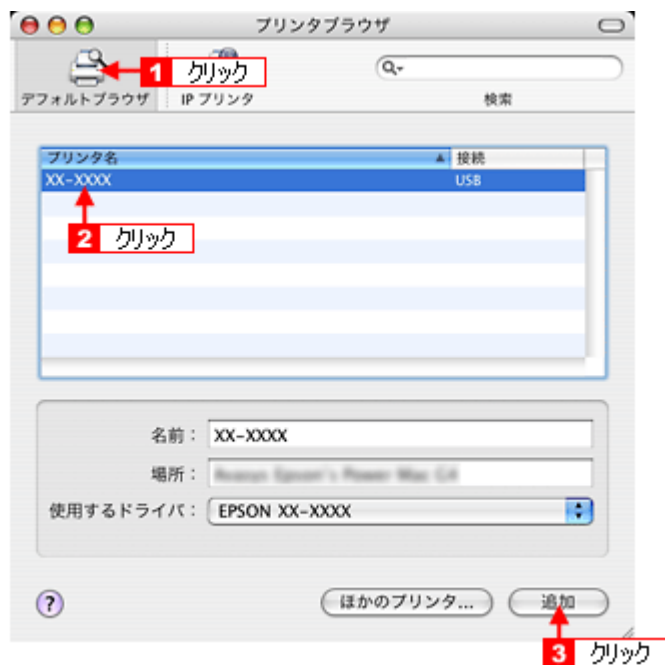 プリンタブラウザ
1 クリック
デフォルトブラウザ IP プリンタ 検索
プリンタ名 接続
XX-XXXX USB
2 クリック
名前： XX-XXXX
場所：
使用するドライバ： EPSON XX-XXXX
? ほかのプリンタ... 追加
3 クリック